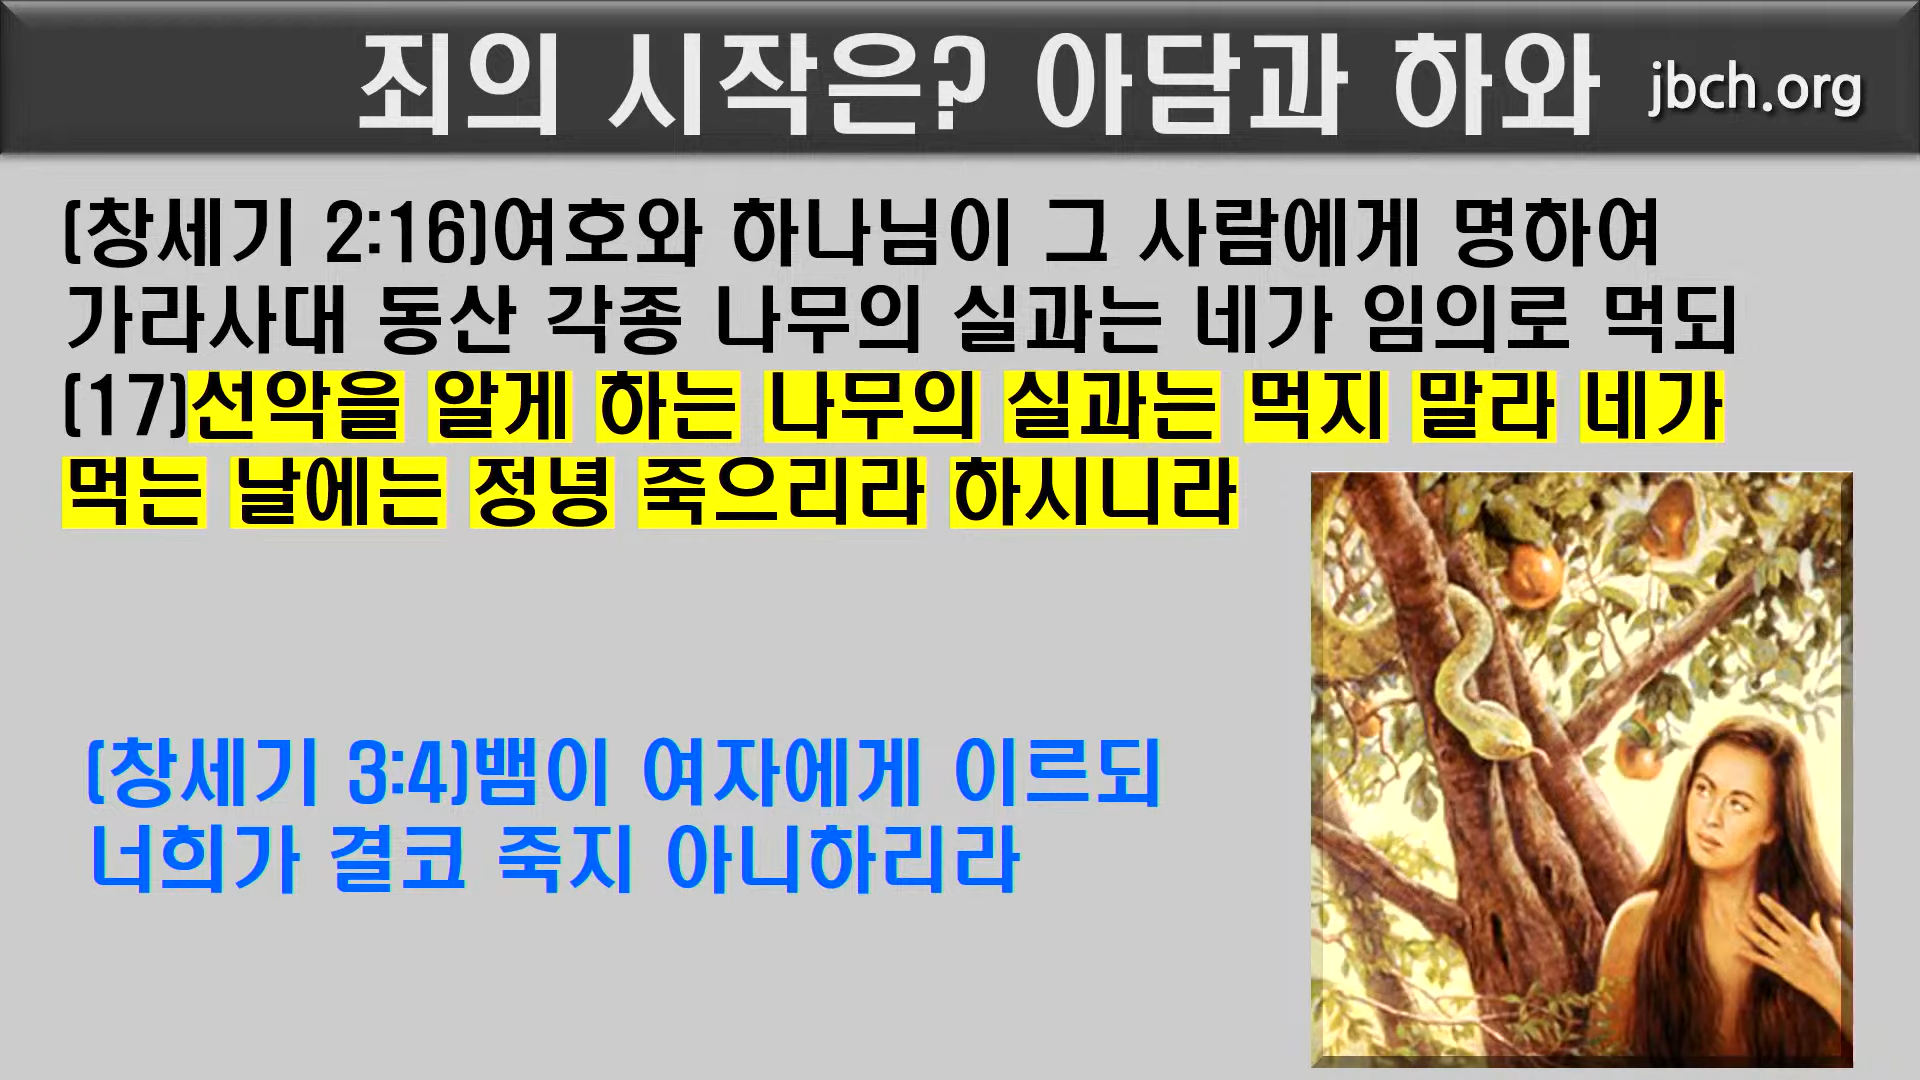 죄의 시작은? 아담과 하와 jbch.org
(창세기 2:16)여호와 하나님이 그 사람에게 명하여
가라사대 동산 각종 나무의 실과는 네가 임의로 먹되
(17)선악을 알게 하는 나무의 실과는 먹지 말라 네가
먹는 날에는 정녕 죽으리라 하시니라
(창세기 3:4)뱀이 여자에게 이르되
너희가 결코 죽지 아니하리라